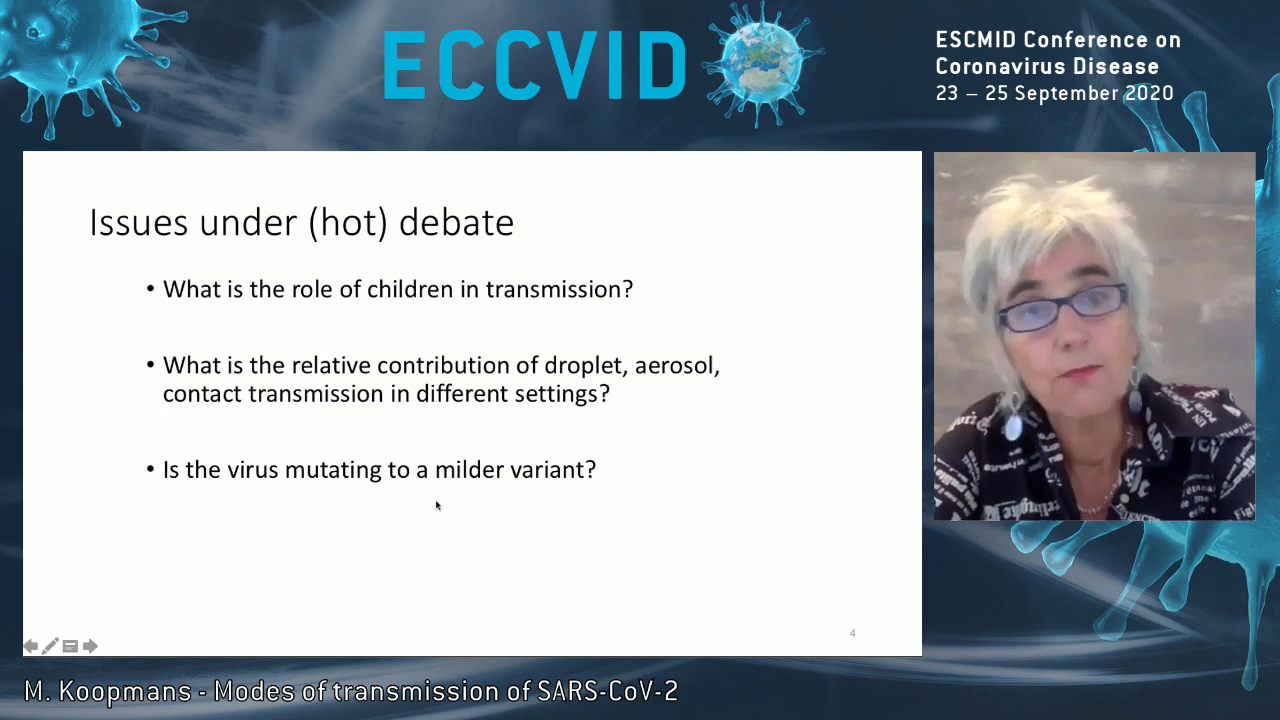 ECCVID
ESCMID Conference on
Coronavirus Disease
23 – 25 September 2020
Issues under (hot) debate
• What is the role of children in transmission?
• What is the relative contribution of droplet, aerosol,
contact transmission in different settings?
• Is the virus mutating to a milder variant?
4
M. Koopmans - Modes of transmission of SARS-CoV-2